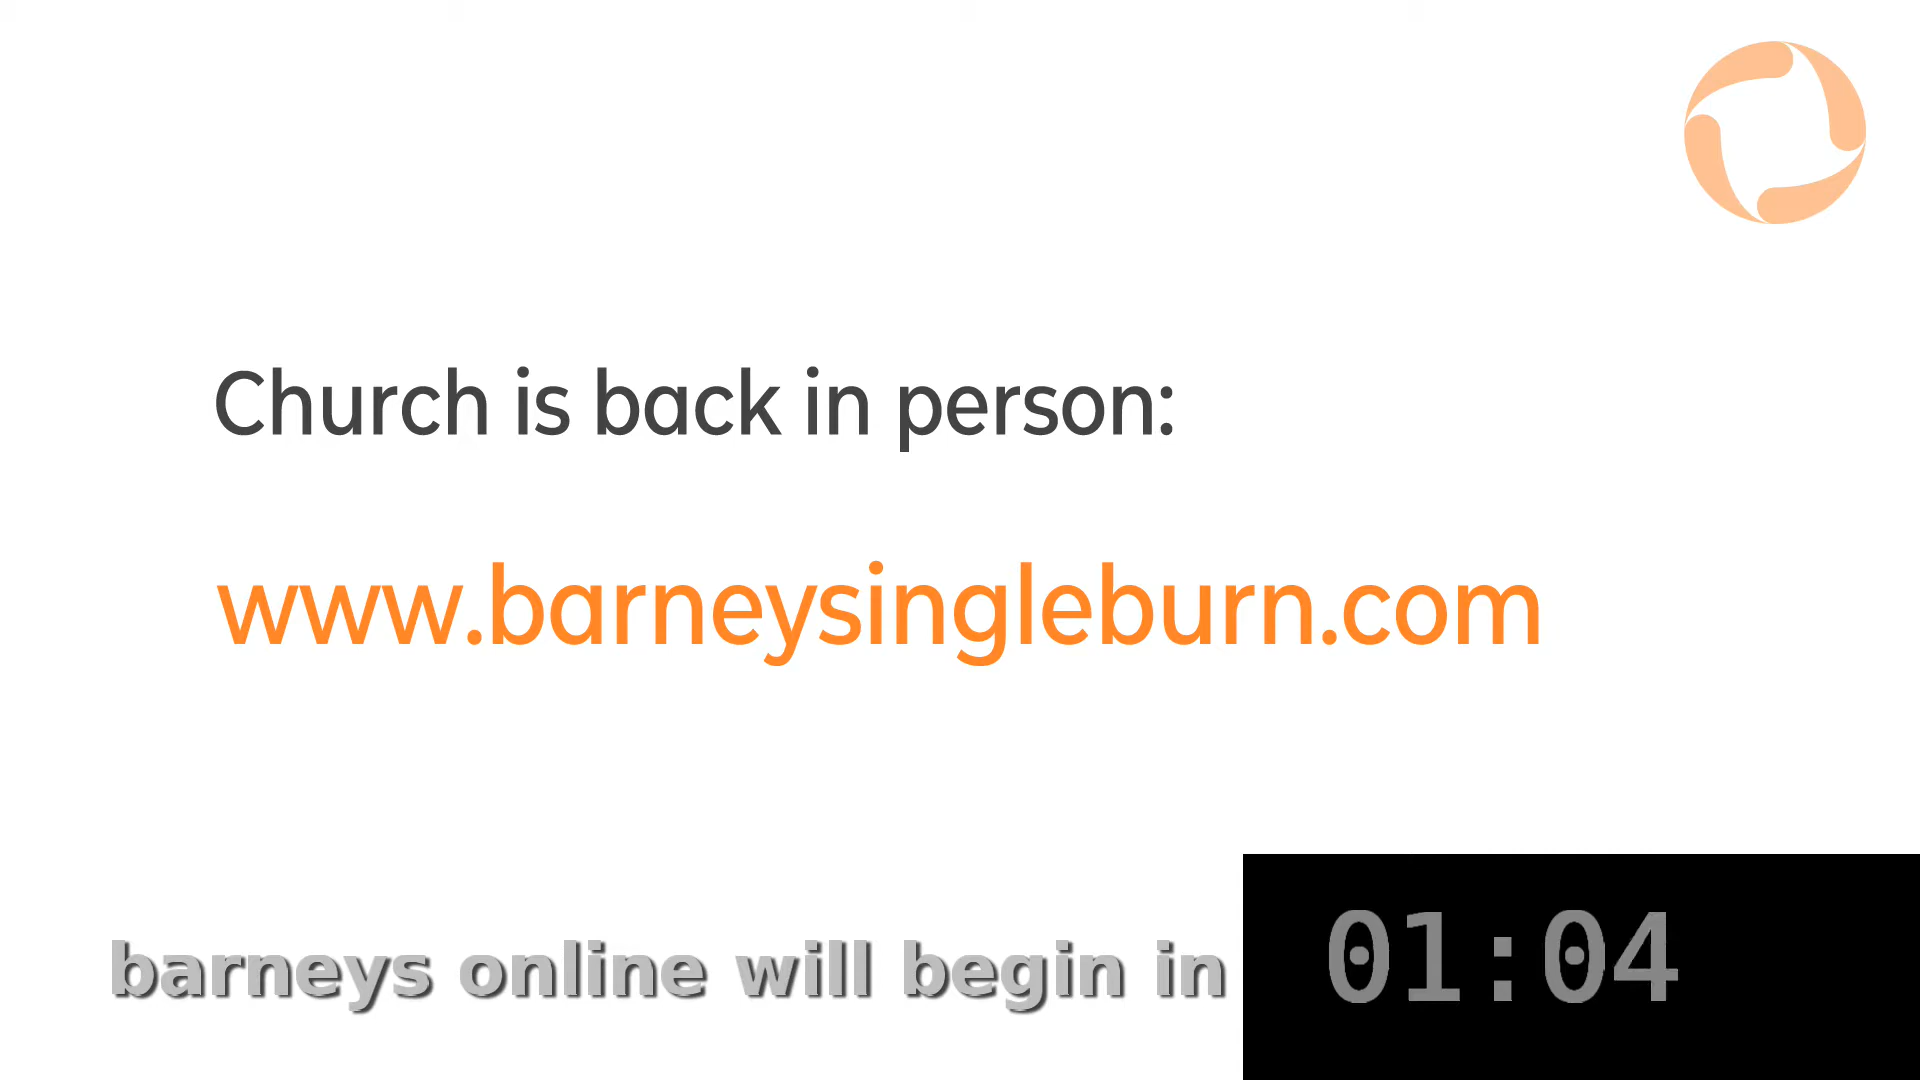 Church is back in person:
www.barneysingleburn.com
barneys online will begin in 01:04